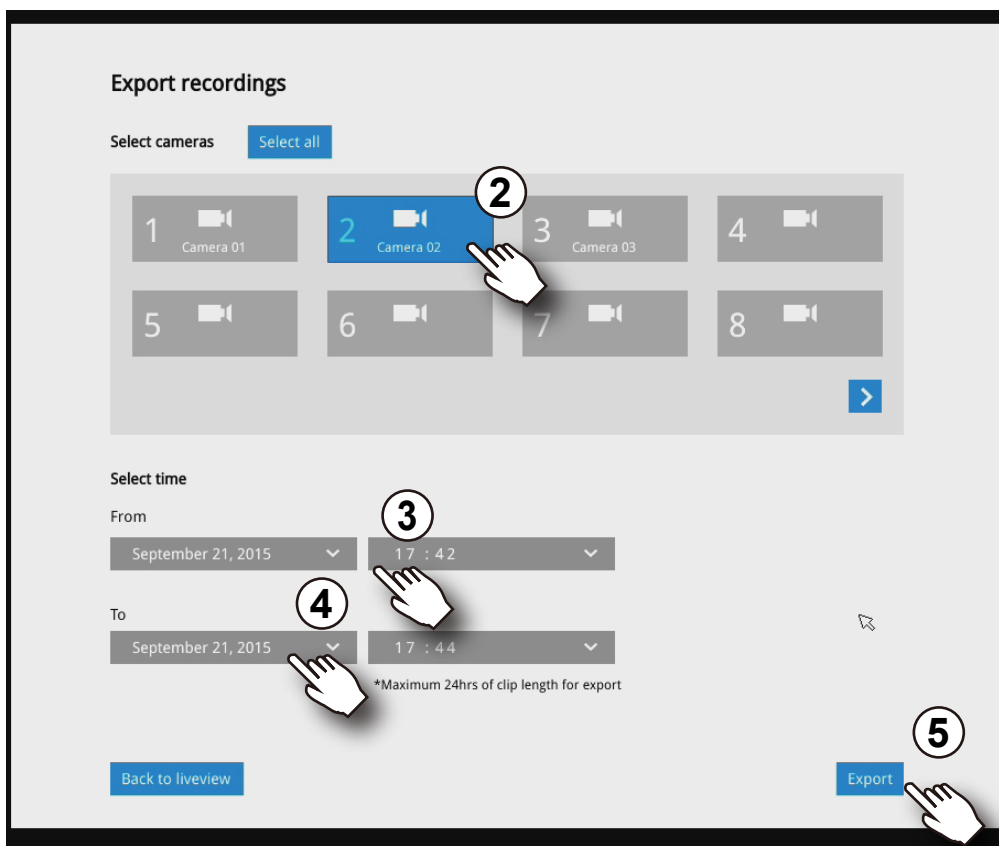 Export recordings
Select cameras Select all
2
1 Camera 01
2 Camera 02
3 Camera 03
4
5
6
7
8
Select time
From
3
September 21, 2015 17 : 42
4
To
September 21, 2015 17 : 44
*Maximum 24hrs of clip length for export
5
Back to liveview Export